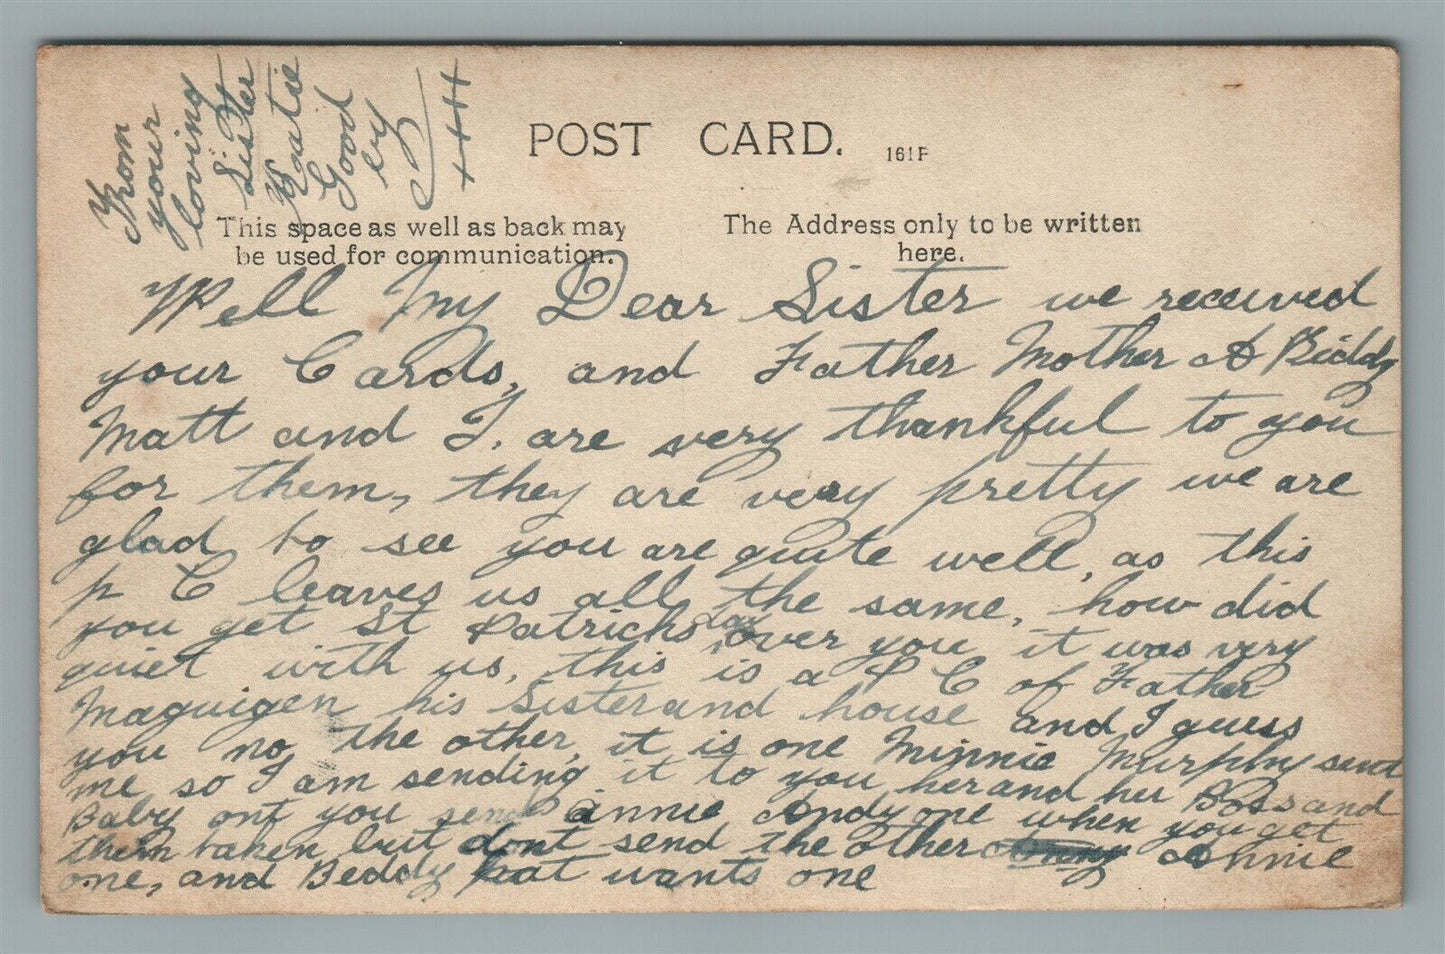 From
your
loving
Sister
Katie
Good
by
POST CARD.
161P
This space as well as back may
be used for communication.
The Address only to be written
here.
Well My Dear Sister we received
your Cards, and Father Mother & Biddy
Matt and I. are very thankful to you
for them, they are very pretty we are
glad to see you are quite well, as this
p C leaves us all the same, how did
you get St Patricks day over you it was very
quiet with us, this is a P C of Father
Maguigen his Sister and house and I guess
you no the other, it is one Minnie Murphy send
me so I am sending it to you her and her Boss and
Baby ont you send Annie Andy one when you get
them taken but dont send the other Annie
one, and Beddy Pat wants one